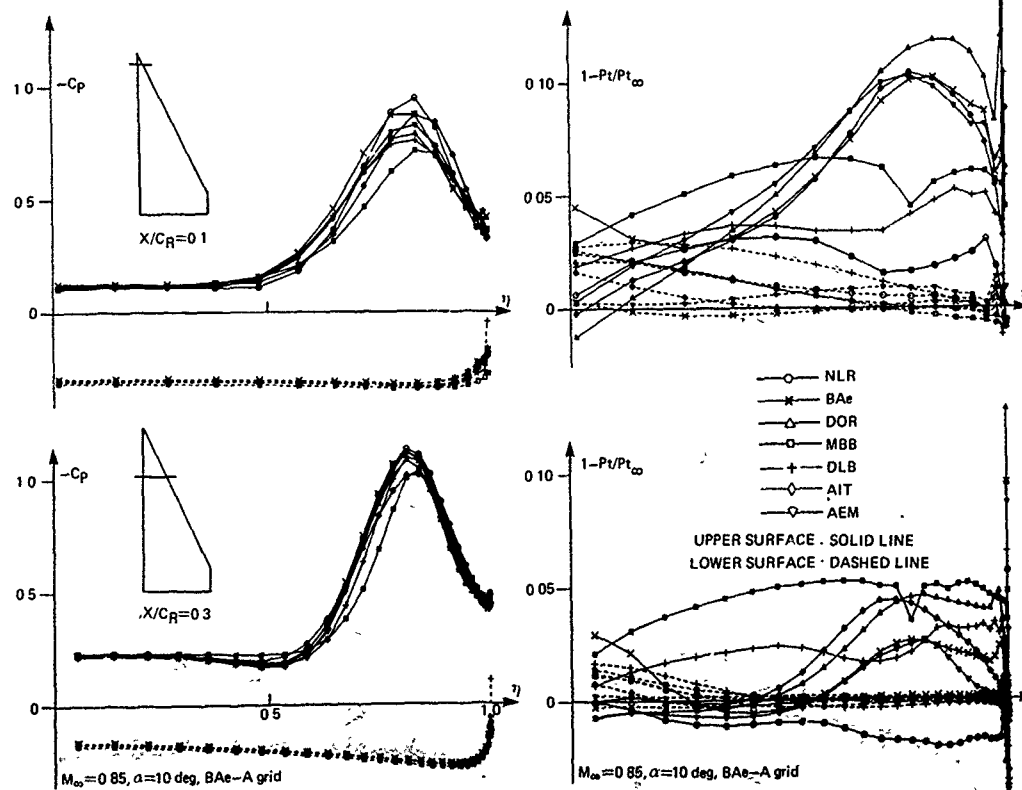 -Cp
1 0
0.5
0
η
X/CR=0 1
1-Pt/Pt∞
0 10
0.05
0
NLR
BAe
DOR
MBB
DLB
AIT
AEM
UPPER SURFACE . SOLID LINE
LOWER SURFACE · DASHED LINE
-Cp
1 0
0.5
0
0 5
1 0
η
X/CR=0 3
M∞=0 85, α=10 deg, BAe-A grid
1-Pt/Pt∞
0 10
0.05
0
M∞=0 85, α=10 deg, BAe-A grid